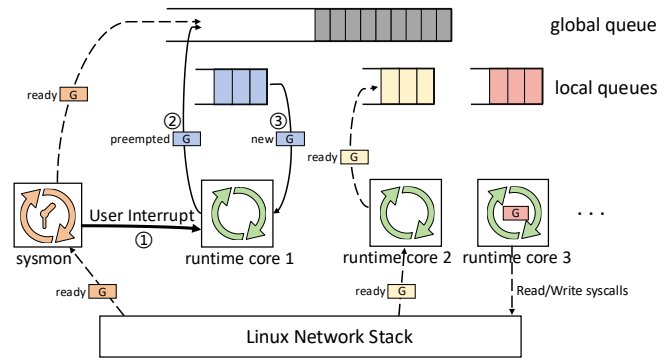 global queue
local queues
ready G
② ③
preempted G
new G
ready G
User Interrupt
①
G
. . .
sysmon
runtime core 1
runtime core 2
runtime core 3
ready G
ready G
Read/Write syscalls
Linux Network Stack